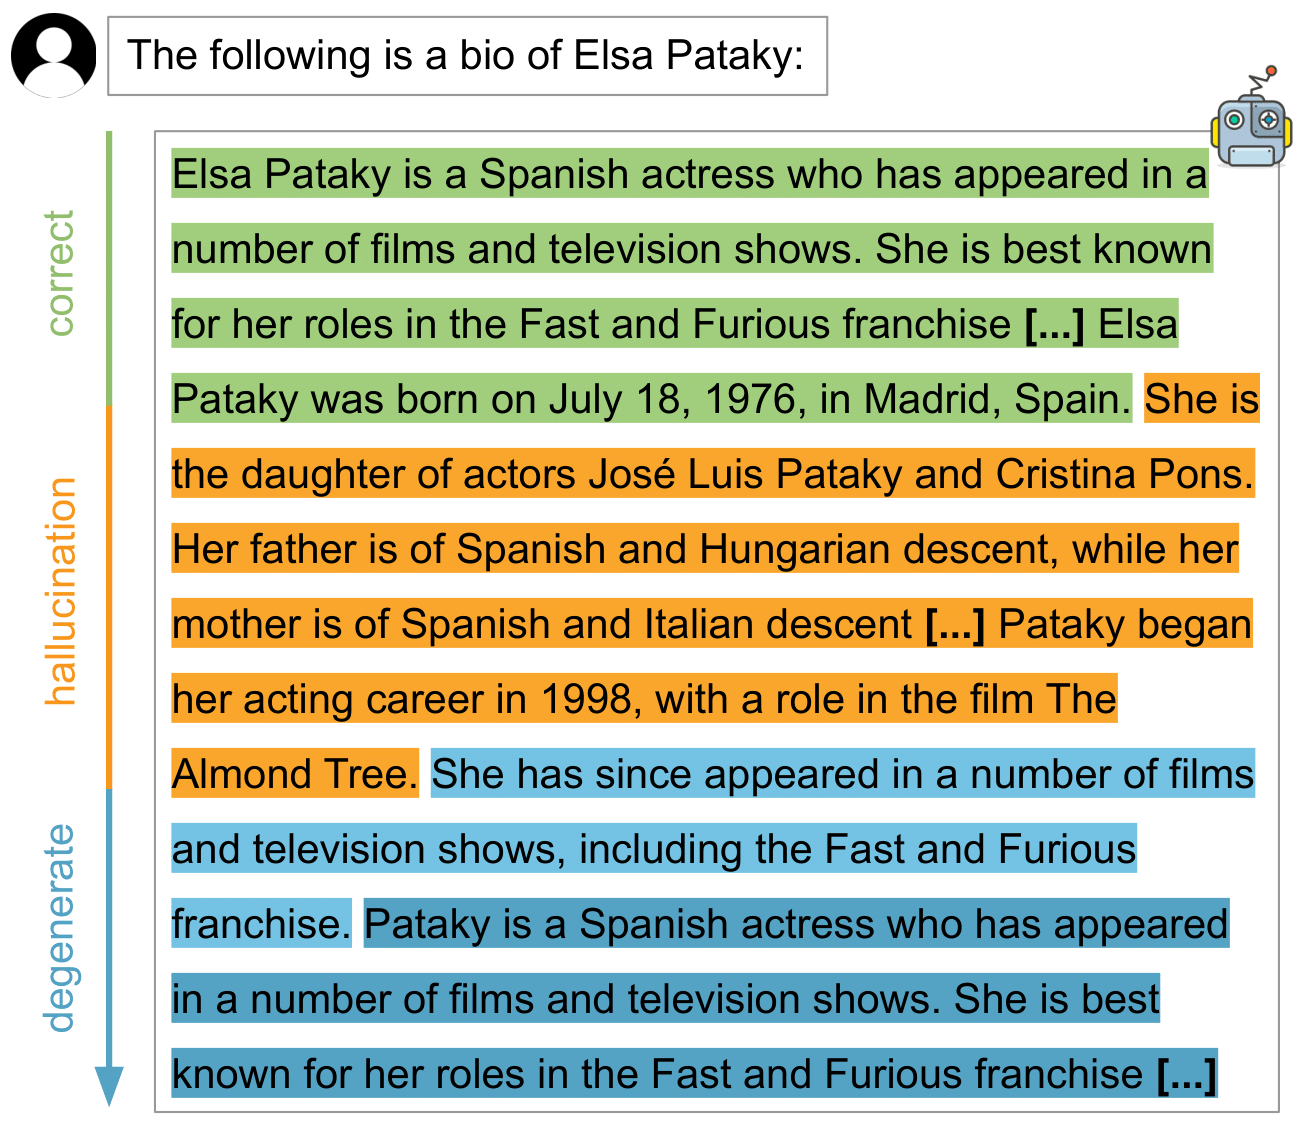 The following is a bio of Elsa Pataky:
correct
hallucination
degenerate
Elsa Pataky is a Spanish actress who has appeared in a
number of films and television shows. She is best known
for her roles in the Fast and Furious franchise [...] Elsa
Pataky was born on July 18, 1976, in Madrid, Spain. She is
the daughter of actors José Luis Pataky and Cristina Pons.
Her father is of Spanish and Hungarian descent, while her
mother is of Spanish and Italian descent [...] Pataky began
her acting career in 1998, with a role in the film The
Almond Tree. She has since appeared in a number of films
and television shows, including the Fast and Furious
franchise. Pataky is a Spanish actress who has appeared
in a number of films and television shows. She is best
known for her roles in the Fast and Furious franchise [...]